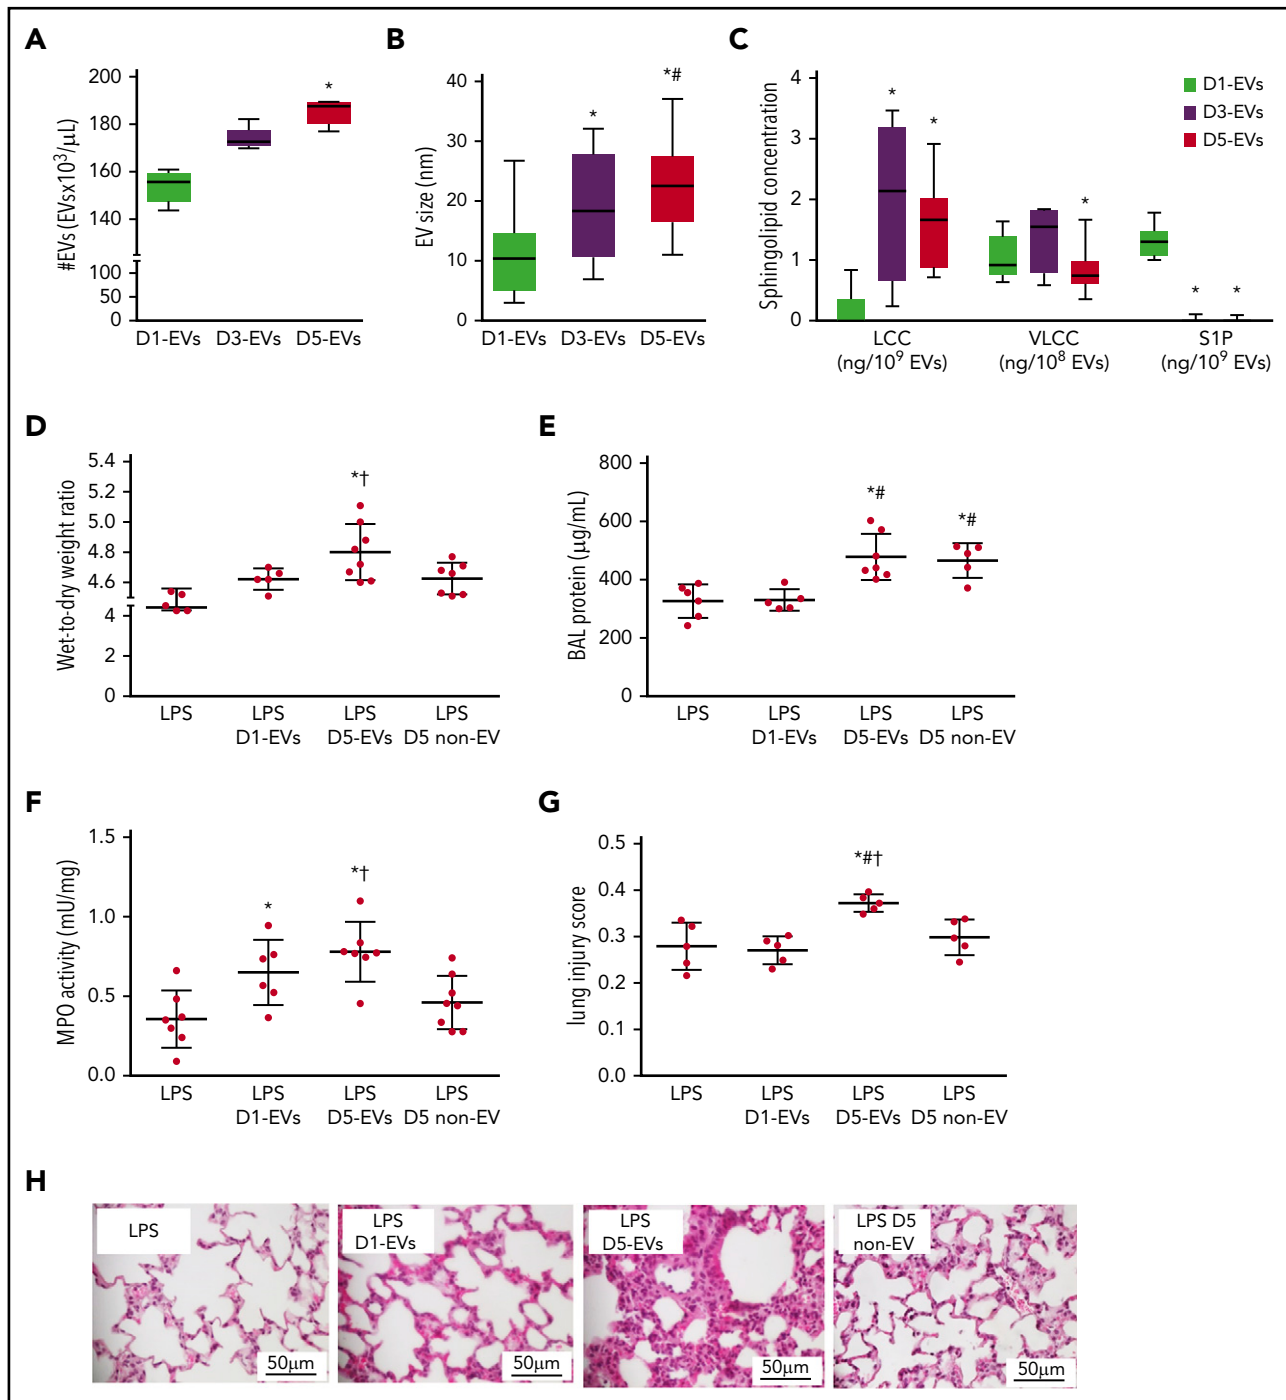 A
#EVs (EVsx10³/μL)
200
180
160
140
100
50
0
*
D1-EVs D3-EVs D5-EVs
B
EV size (nm)
40
30
20
10
0
*
*#
D1-EVs D3-EVs D5-EVs
C
Sphingolipid concentration
4
3
2
1
0
* * * * *
D1-EVs
D3-EVs
D5-EVs
LCC VLCC S1P
(ng/10⁹ EVs) (ng/10⁸ EVs) (ng/10⁹ EVs)
D
Wet-to-dry weight ratio
5.4
5.2
5.0
4.8
4.6
4
2
0
*†
LPS LPS LPS LPS
D1-EVs D5-EVs D5 non-EV
E
BAL protein (μg/mL)
800
600
400
200
0
*#
*#
LPS LPS LPS LPS
D1-EVs D5-EVs D5 non-EV
F
MPO activity (mU/mg)
1.5
1.0
0.5
0.0
*
*†
LPS LPS LPS LPS
D1-EVs D5-EVs D5 non-EV
G
lung injury score
0.5
0.4
0.3
0.2
0.1
0.0
*#†
LPS LPS LPS LPS
D1-EVs D5-EVs D5 non-EV
H
LPS
50μm
LPS
D1-EVs
50μm
LPS
D5-EVs
50μm
LPS D5
non-EV
50μm